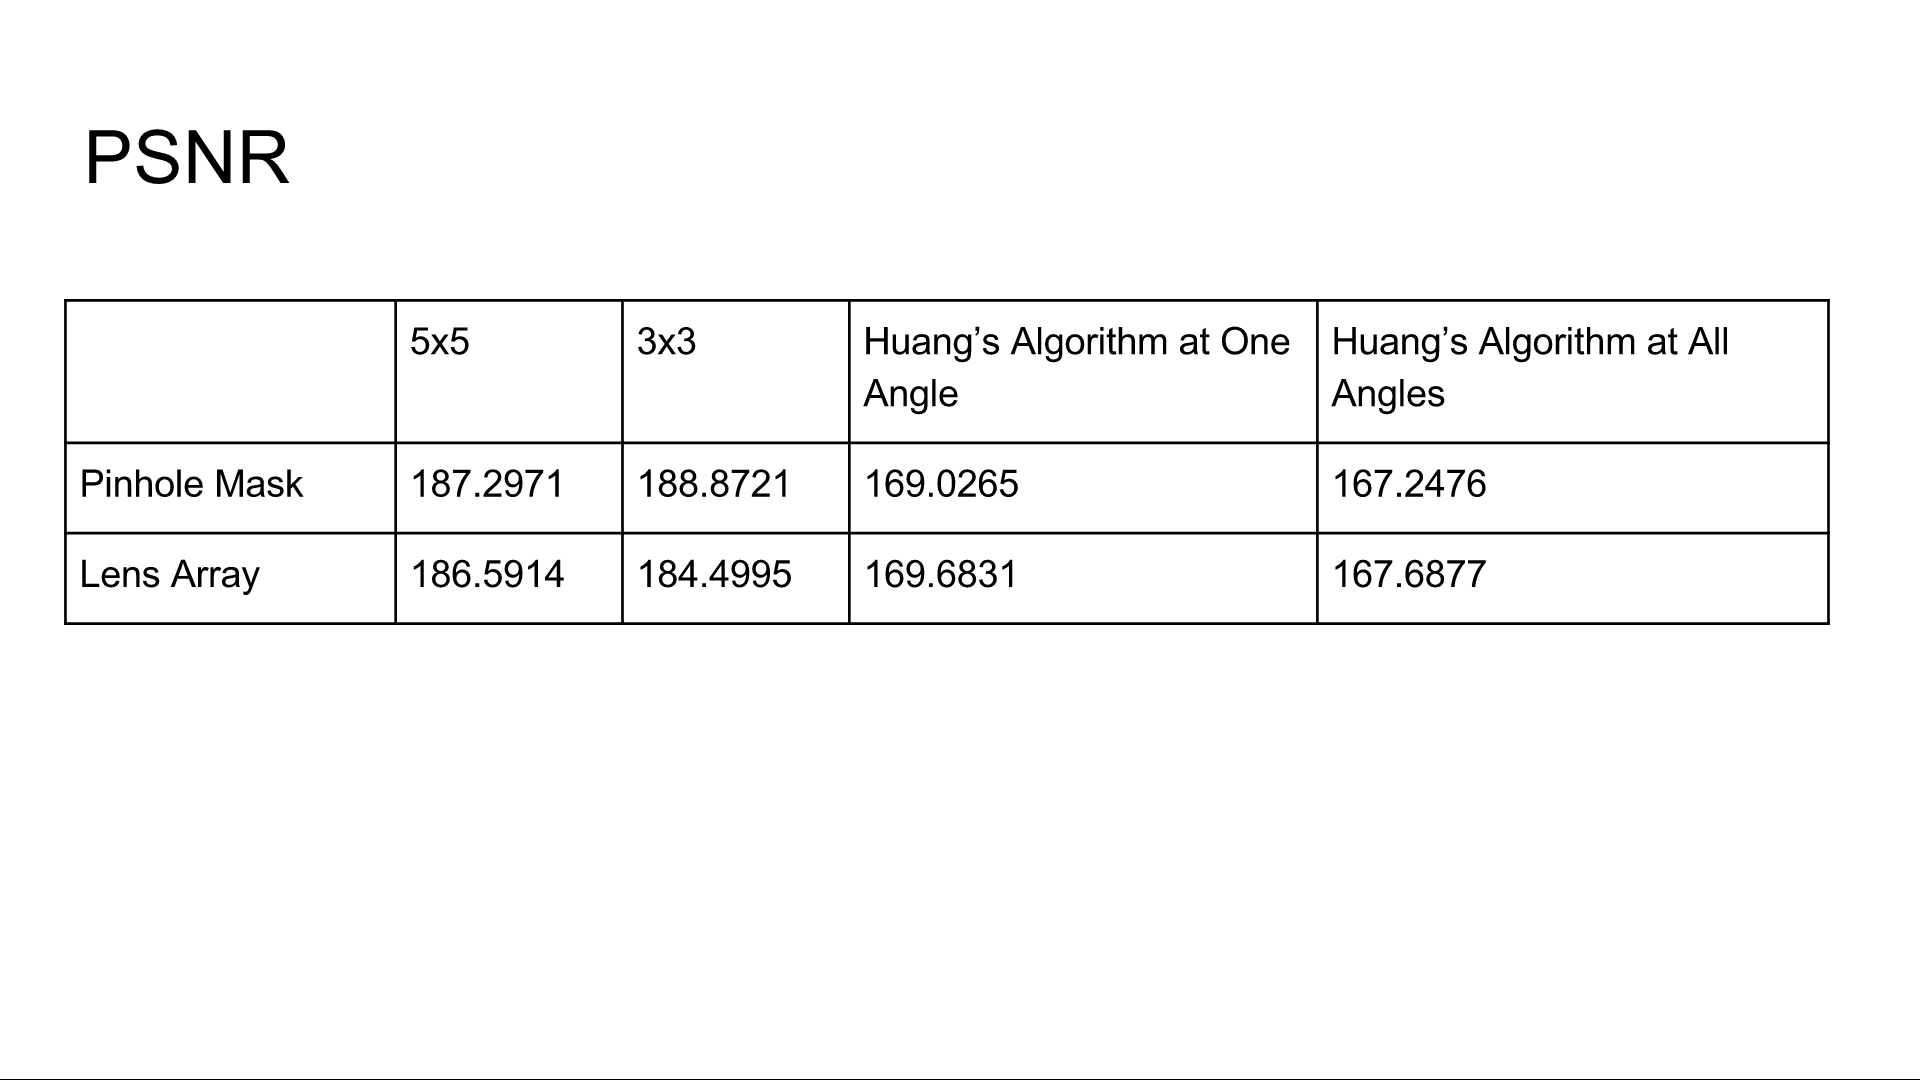 PSNR
5x5
3x3
Huang’s Algorithm at One
Angle
Huang’s Algorithm at All
Angles
Pinhole Mask
187.2971
188.8721
169.0265
167.2476
Lens Array
186.5914
184.4995
169.6831
167.6877